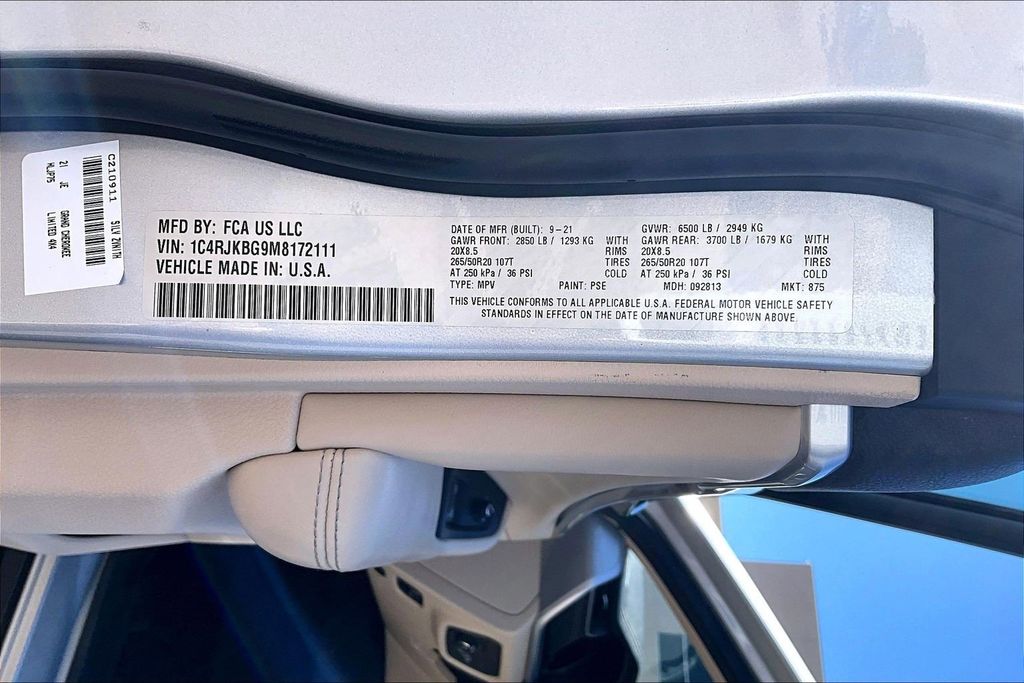 C210911 SILV ZYNITH
21 JE GRAND CHEROKEE
WLJP75 LIMITED 4X4
MFD BY: FCA US LLC
VIN: 1C4RJKBG9M8172111
VEHICLE MADE IN: U.S.A.
DATE OF MFR (BUILT): 9-21 GVWR: 6500 LB / 2949 KG
GAWR FRONT: 2850 LB / 1293 KG WITH GAWR REAR: 3700 LB / 1679 KG WITH
20X8.5 RIMS 20X8.5 RIMS
265/50R20 107T TIRES 265/50R20 107T TIRES
AT 250 kPa / 36 PSI COLD AT 250 kPa / 36 PSI COLD
TYPE: MPV PAINT: PSE MDH: 092813 MKT: 875
THIS VEHICLE CONFORMS TO ALL APPLICABLE U.S.A. FEDERAL MOTOR VEHICLE SAFETY
STANDARDS IN EFFECT ON THE DATE OF MANUFACTURE SHOWN ABOVE.